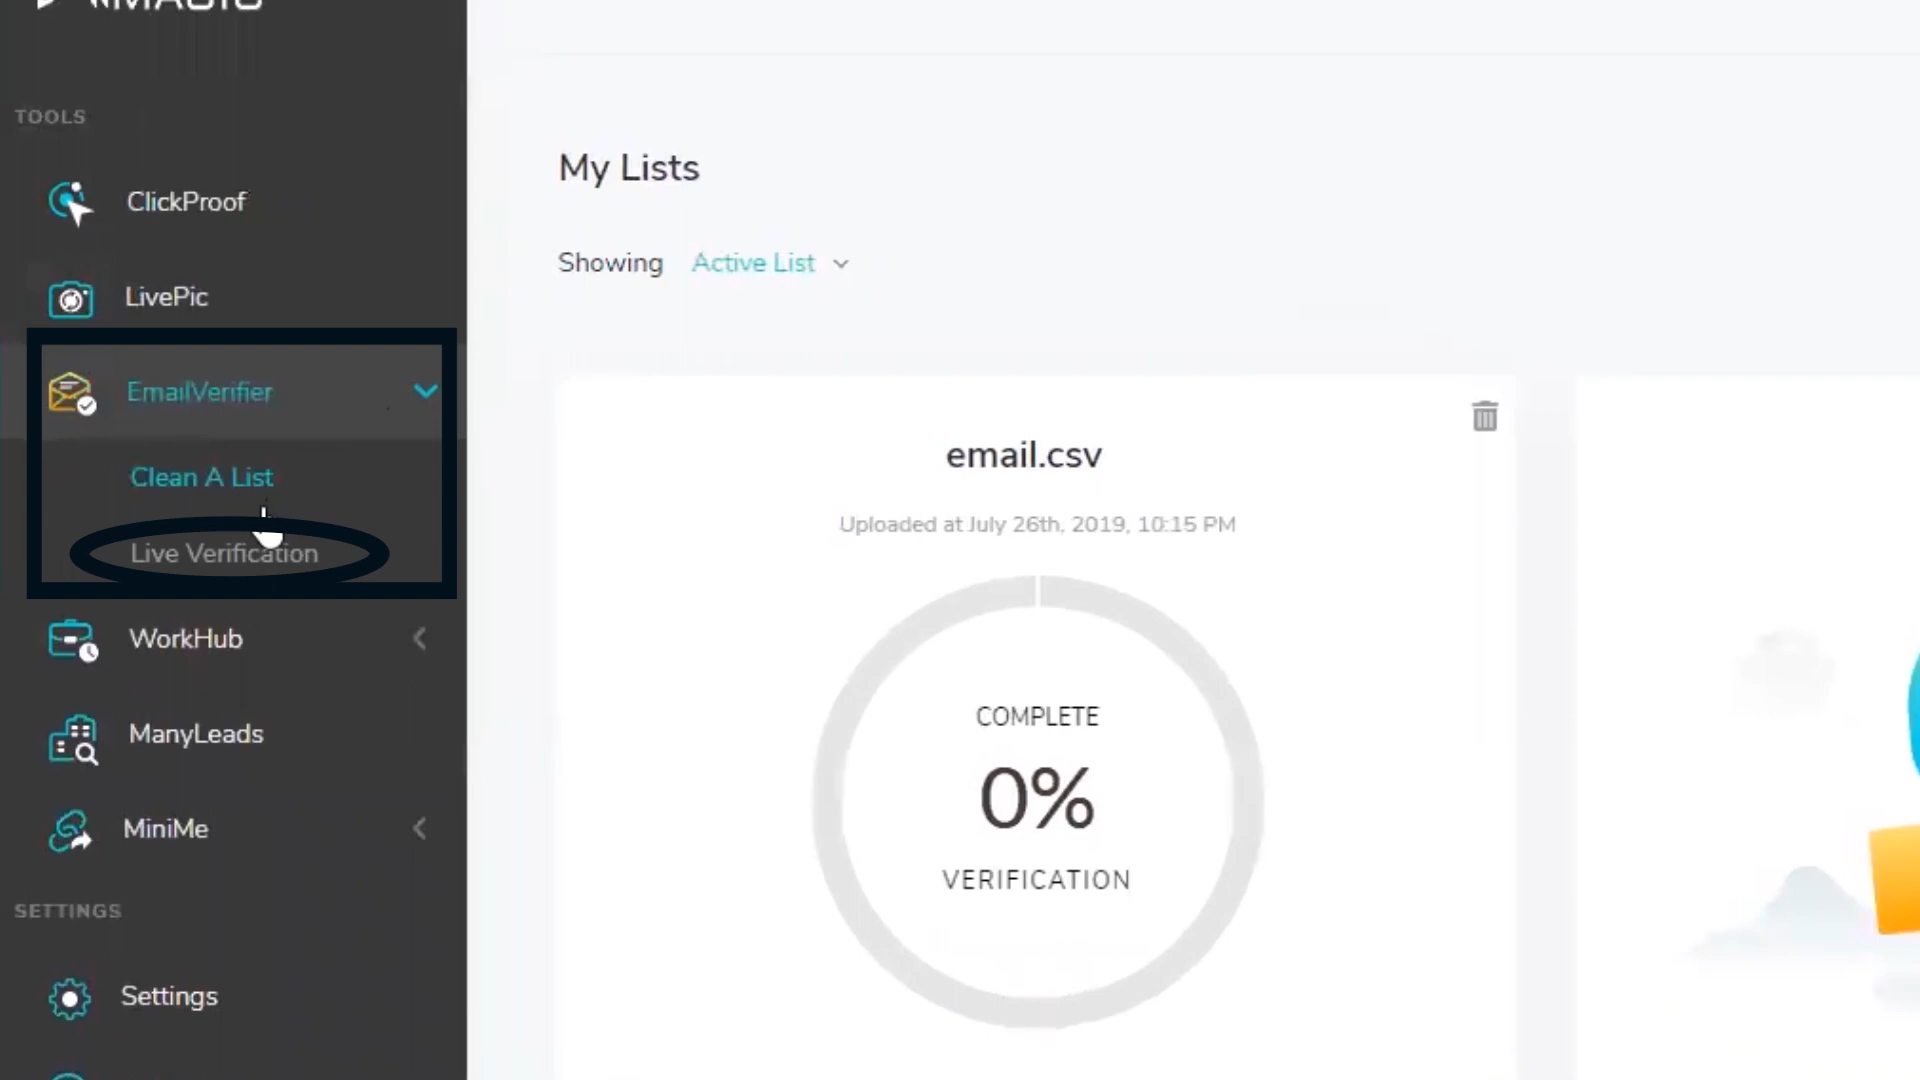 TOOLS
ClickProof
LivePic
EmailVerifier
Clean A List
Live Verification
WorkHub
ManyLeads
MiniMe
SETTINGS
Settings
My Lists
Showing Active List
email.csv
Uploaded at July 26th, 2019, 10:15 PM
COMPLETE
0%
VERIFICATION